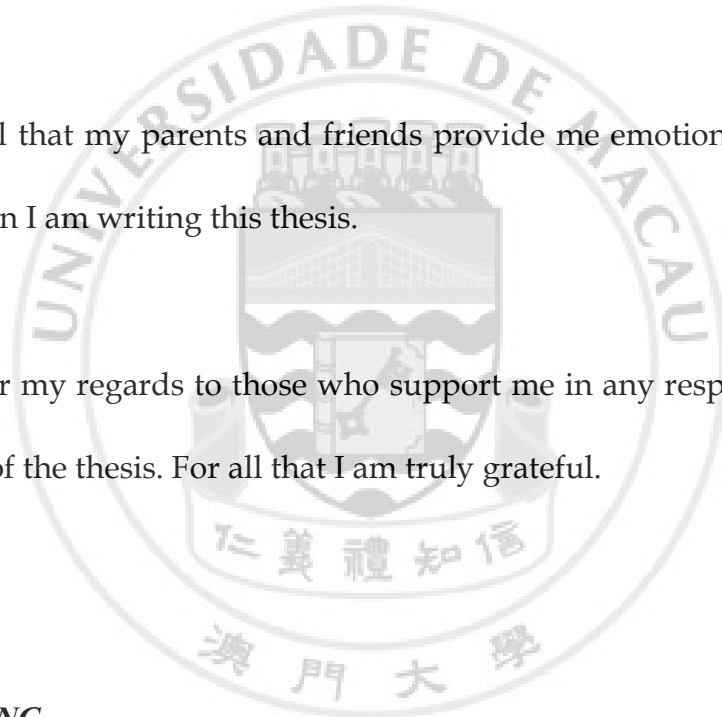 UNIVERSIDADE DE MACAU
that my parents and friends provide me
I am writing this thesis.
my regards to those who support me in any
of the thesis. For all that I am truly grateful.
仁義禮知信
澳門大學